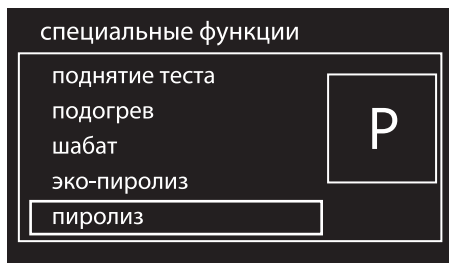 специальные функции
поднятие теста
подогрев
шабат
эко-пиролиз
пиролиз
P